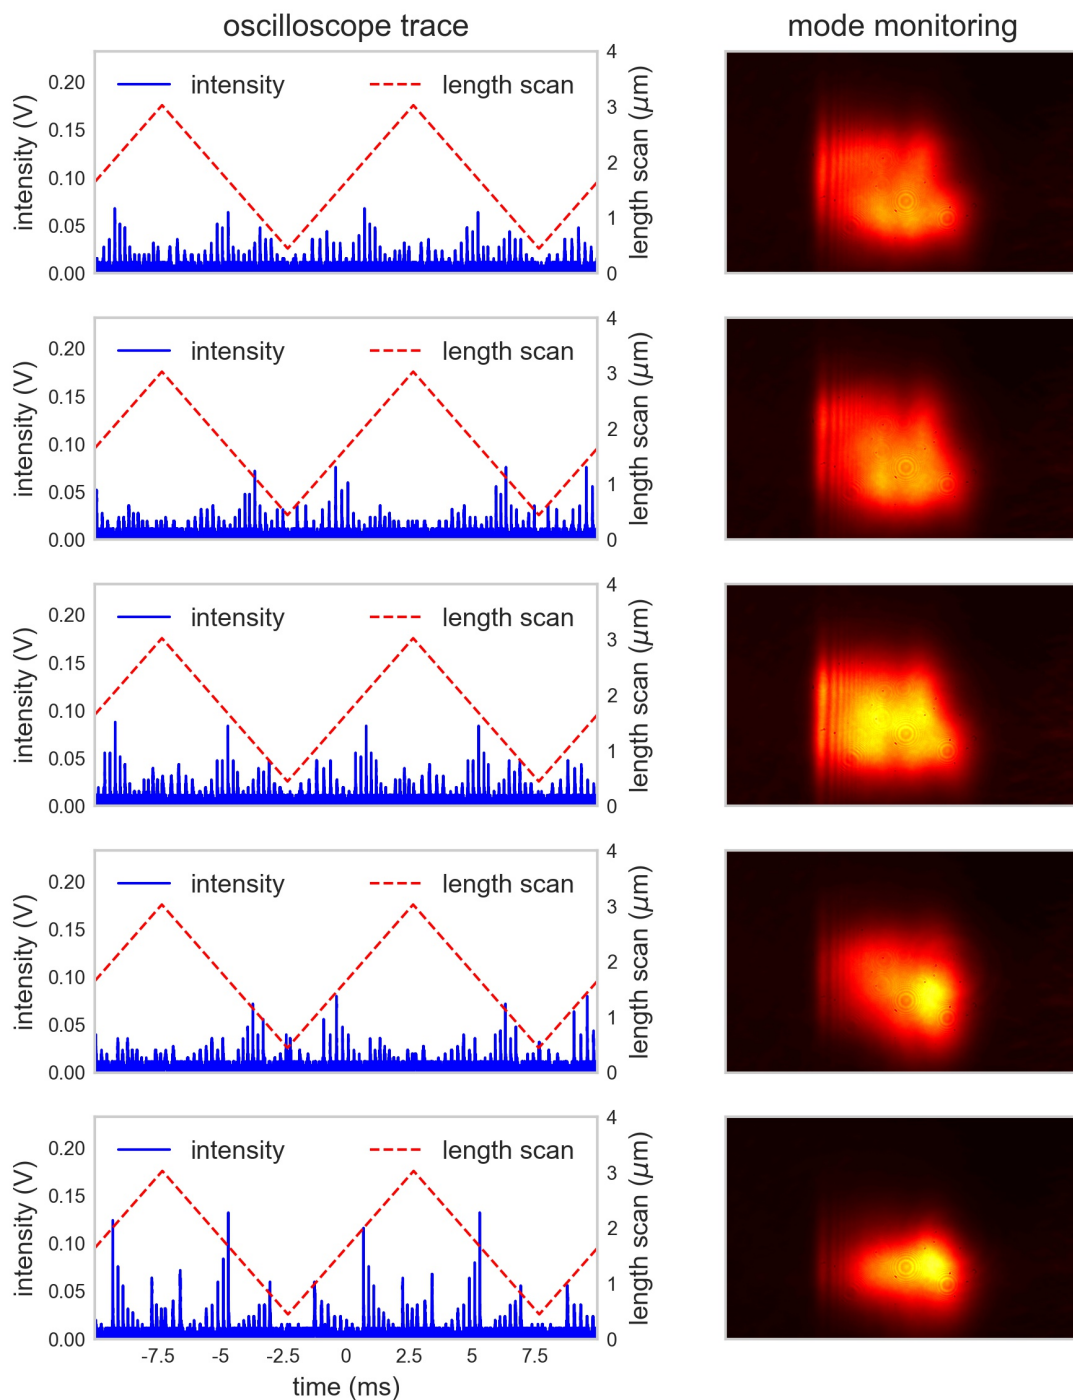 oscilloscope trace
mode monitoring
intensity
length scan
intensity (V)
0.20
0.15
0.10
0.05
0.00
length scan (μm)
4
3
2
1
0
intensity
length scan
intensity (V)
0.20
0.15
0.10
0.05
0.00
length scan (μm)
4
3
2
1
0
intensity
length scan
intensity (V)
0.20
0.15
0.10
0.05
0.00
length scan (μm)
4
3
2
1
0
intensity
length scan
intensity (V)
0.20
0.15
0.10
0.05
0.00
length scan (μm)
4
3
2
1
0
intensity
length scan
intensity (V)
0.20
0.15
0.10
0.05
0.00
length scan (μm)
4
3
2
1
0
-7.5 -5 -2.5 0 2.5 5 7.5
time (ms)